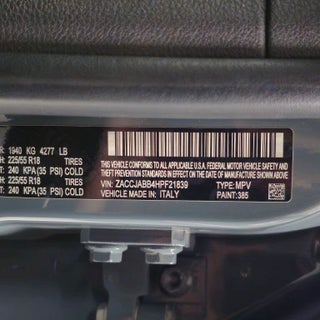 R: 1940 KG 4277 LB
H: 225/55 R18 TIRES
T: 240 KPA(35 PSI) COLD
H: 225/55 R18 TIRES
T: 240 KPA(35 PSI) COLD
THIS VEHICLE CONFORMS TO ALL APPLICABLE U.S.A. FEDERAL MOTOR VEHICLE SAFETY AND
THEFT PREVENTION STANDARDS IN EFFECT ON THE DATE OF MANUFACTURE SHOWN ABOVE.
VIN: ZACCJABB4HPF21839 TYPE: MPV
VEHICLE MADE IN: ITALY PAINT: 385